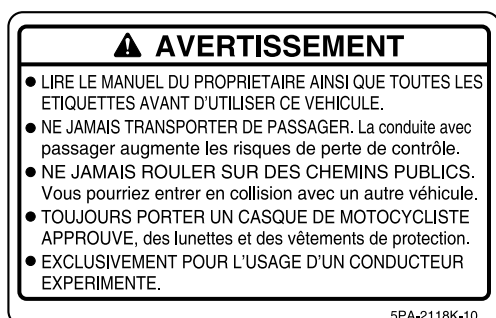 AVERTISSEMENT
● LIRE LE MANUEL DU PROPRIETAIRE AINSI QUE TOUTES LES
ETIQUETTES AVANT D'UTILISER CE VEHICULE.
● NE JAMAIS TRANSPORTER DE PASSAGER. La conduite avec
passager augmente les risques de perte de contrôle.
● NE JAMAIS ROULER SUR DES CHEMINS PUBLICS.
Vous pourriez entrer en collision avec un autre véhicule.
● TOUJOURS PORTER UN CASQUE DE MOTOCYCLISTE
APPROUVE, des lunettes et des vêtements de protection.
● EXCLUSIVEMENT POUR L'USAGE D'UN CONDUCTEUR
EXPERIMENTE.
5PA-2118K-10